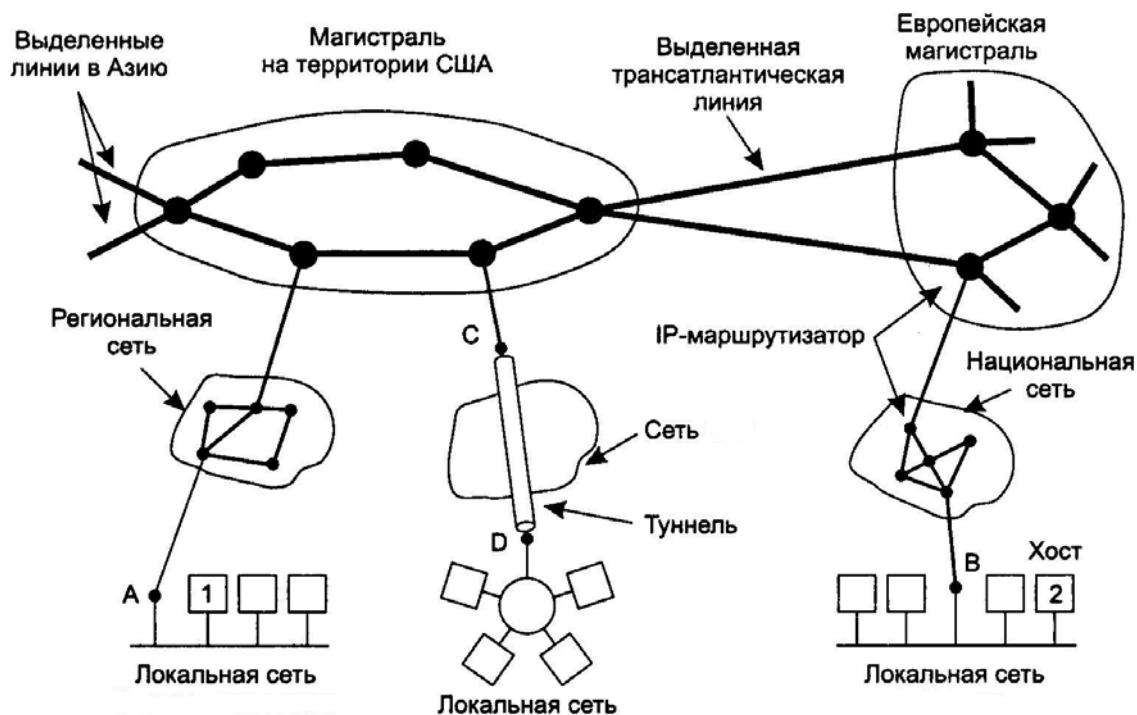 Выделенные
линии в Азию
Магистраль
на территории США
Выделенная
трансатлантическая
линия
Европейская
магистраль
Региональная
сеть
C
IP-маршрутизатор
Национальная
сеть
Сеть
Туннель
D
A
1
B
Хост
2
Локальная сеть
Локальная сеть
Локальная сеть